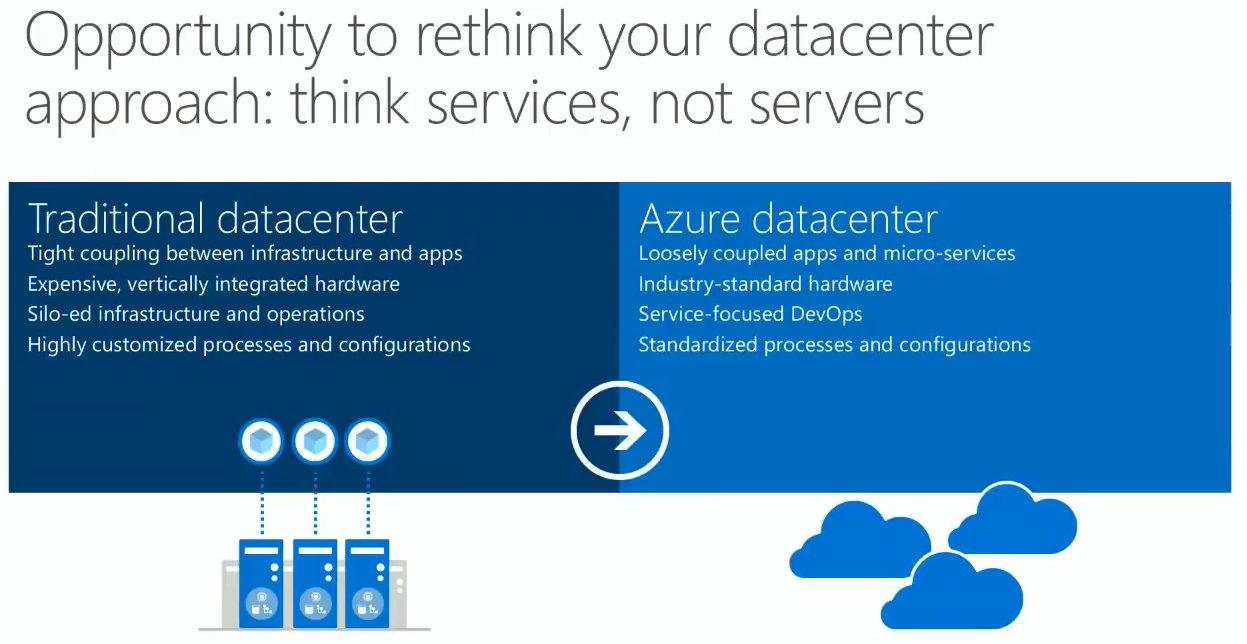 Opportunity to rethink your datacenter
approach: think services, not servers
Traditional datacenter
Tight coupling between infrastructure and apps
Expensive, vertically integrated hardware
Silo-ed infrastructure and operations
Highly customized processes and configurations
Azure datacenter
Loosely coupled apps and micro-services
Industry-standard hardware
Service-focused DevOps
Standardized processes and configurations